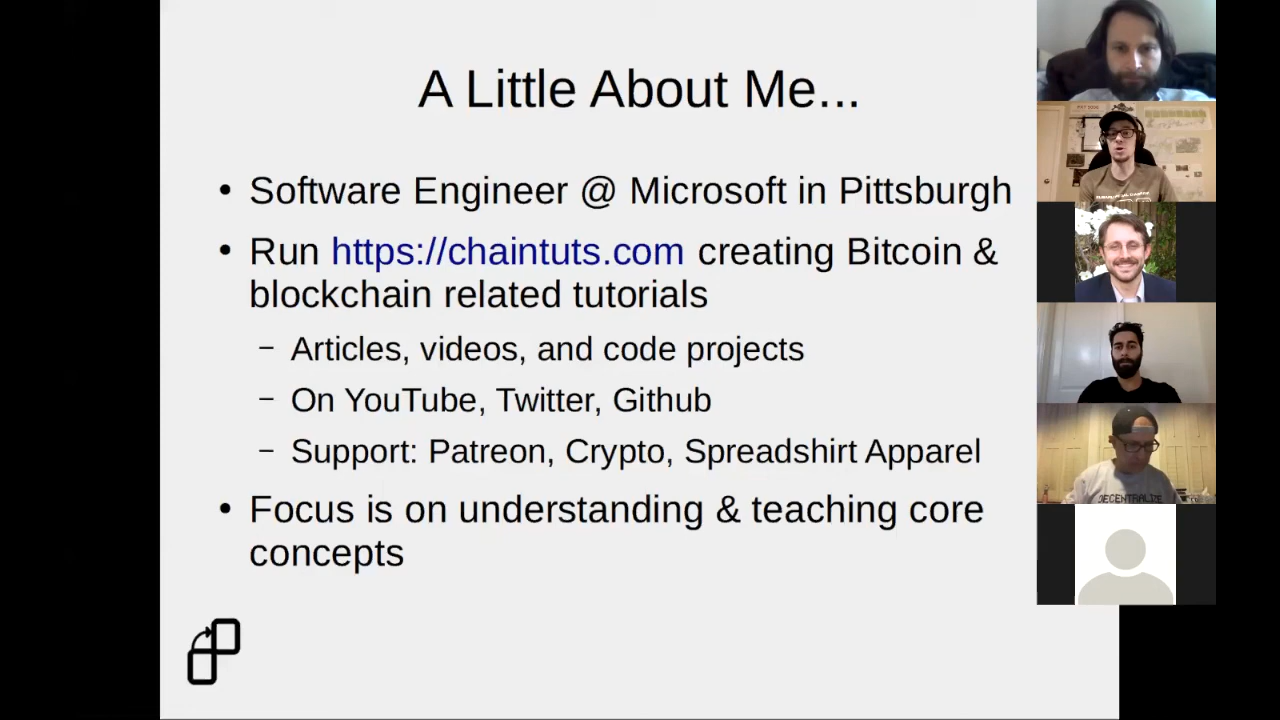 A Little About Me...
• Software Engineer @ Microsoft in Pittsburgh
• Run https://chaintuts.com creating Bitcoin &
blockchain related tutorials
– Articles, videos, and code projects
– On YouTube, Twitter, Github
– Support: Patreon, Crypto, Spreadshirt Apparel
• Focus is on understanding & teaching core
concepts
DECENTRALIZE